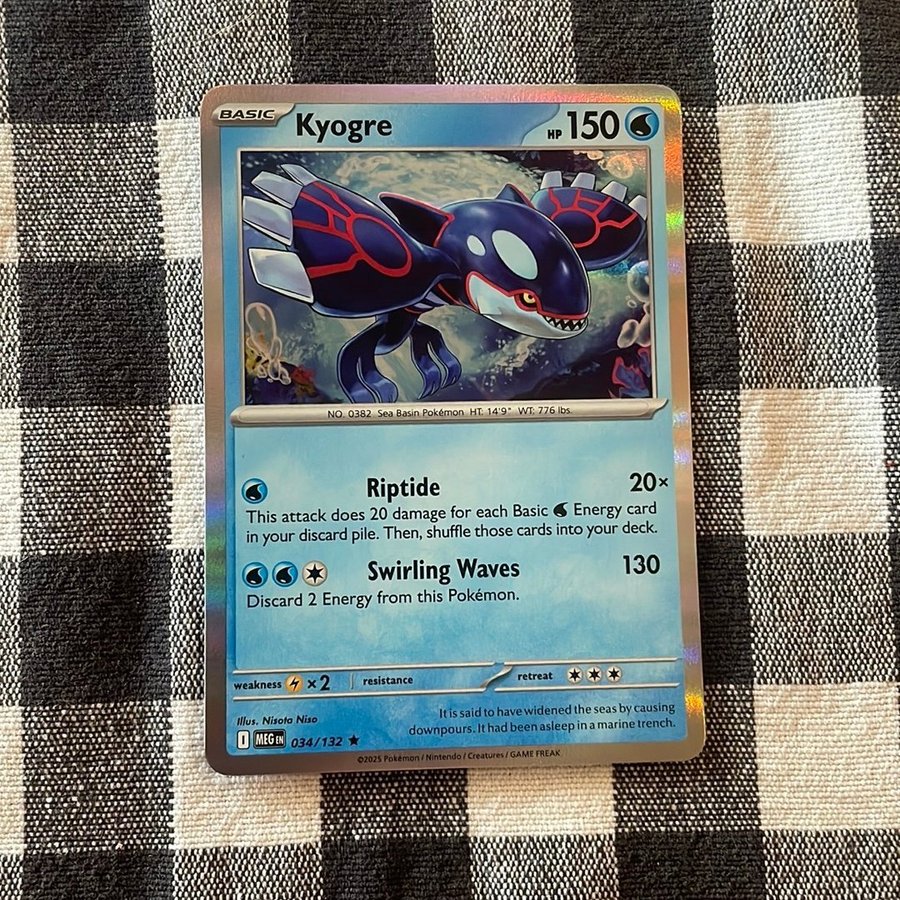 BASIC Kyogre HP 150
NO. 0382 Sea Basin Pokémon HT: 14'9" WT: 776 lbs.
Riptide 20×
This attack does 20 damage for each Basic Energy card
in your discard pile. Then, shuffle those cards into your deck.
Swirling Waves 130
Discard 2 Energy from this Pokémon.
weakness ×2 resistance retreat
Illus. Nisota Niso
It is said to have widened the seas by causing
downpours. It had been asleep in a marine trench.
I MEG EN 034/132
©2025 Pokémon / Nintendo / Creatures / GAME FREAK